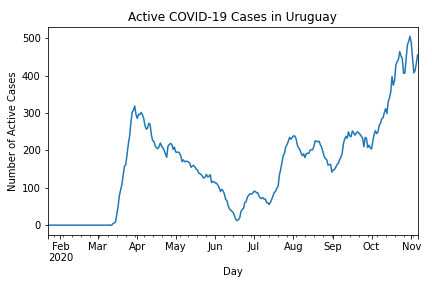 Active COVID-19 Cases in Uruguay
500
400
300
200
100
0
Number of Active Cases
Feb Mar Apr May Jun Jul Aug Sep Oct Nov
2020
Day